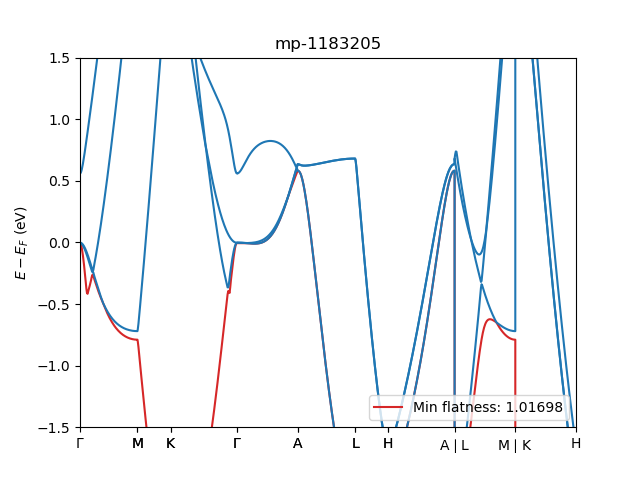 mp-1183205
E − E_F (eV)
1.5
1.0
0.5
0.0
−0.5
−1.0
−1.5
Γ M K Γ A L H A | L M | K H
Min flatness: 1.01698